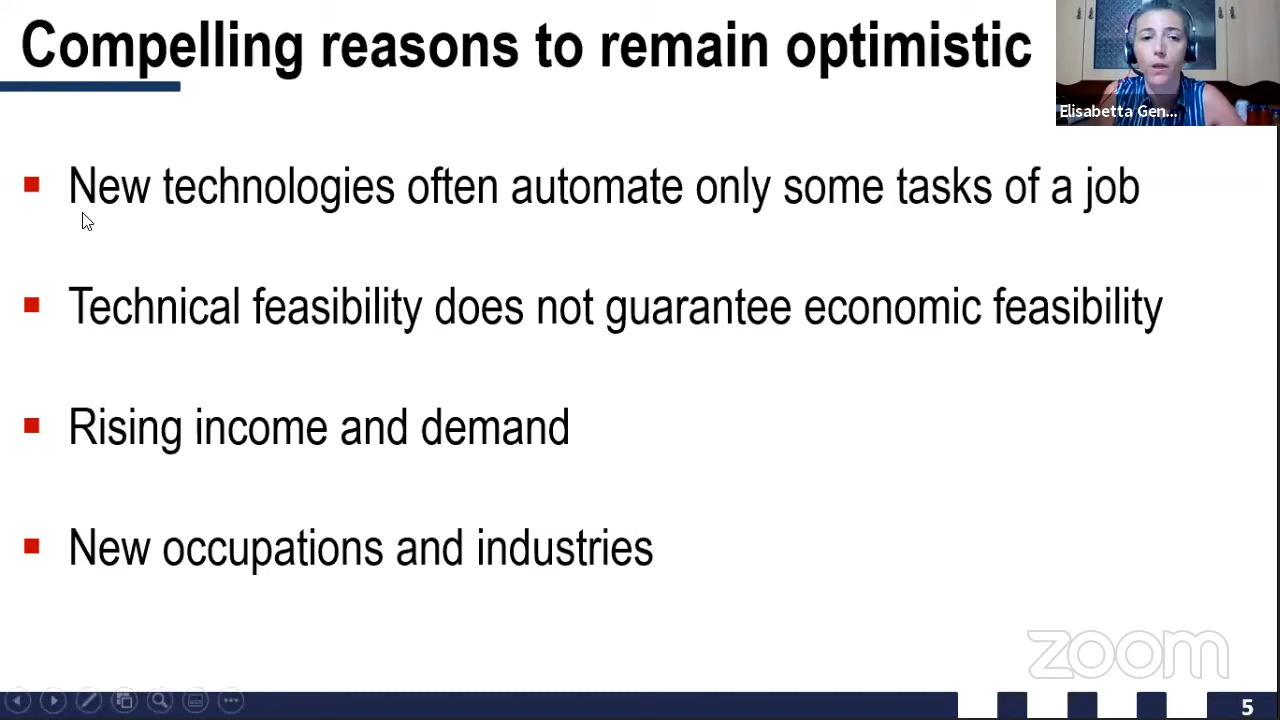 Compelling reasons to remain optimistic
Elisabetta Gen...
New technologies often automate only some tasks of a job
Technical feasibility does not guarantee economic feasibility
Rising income and demand
New occupations and industries
zoom
5